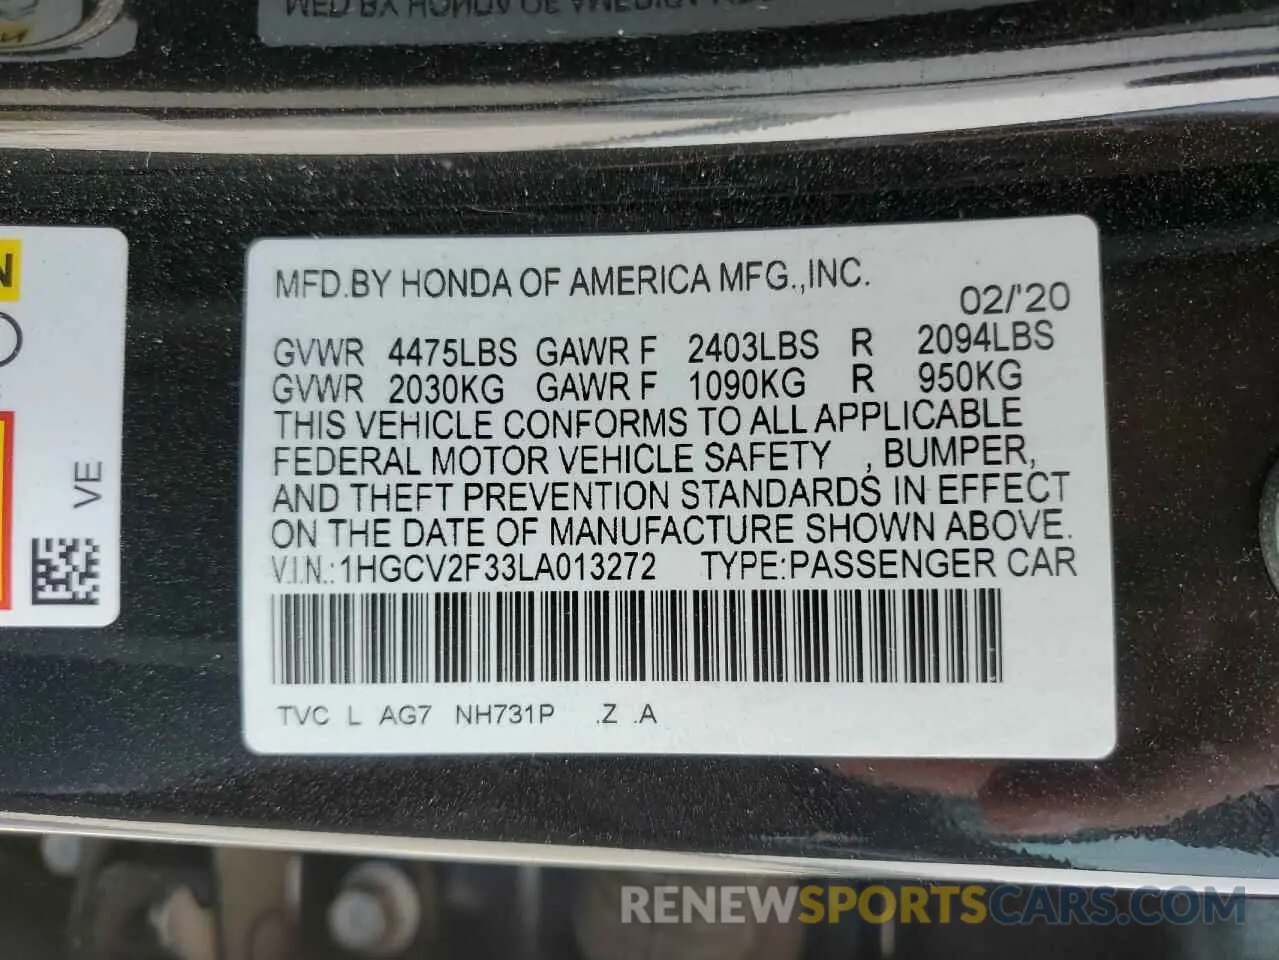 MFD.BY HONDA OF AMERICA MFG.,INC.
02/'20
GVWR 4475LBS GAWR F 2403LBS R 2094LBS
GVWR 2030KG GAWR F 1090KG R 950KG
THIS VEHICLE CONFORMS TO ALL APPLICABLE
FEDERAL MOTOR VEHICLE SAFETY , BUMPER,
AND THEFT PREVENTION STANDARDS IN EFFECT
ON THE DATE OF MANUFACTURE SHOWN ABOVE.
V.I.N.:1HGCV2F33LA013272 TYPE:PASSENGER CAR
TVC L AG7 NH731P .Z .A
VE
RENEWSPORTSCARS.COM